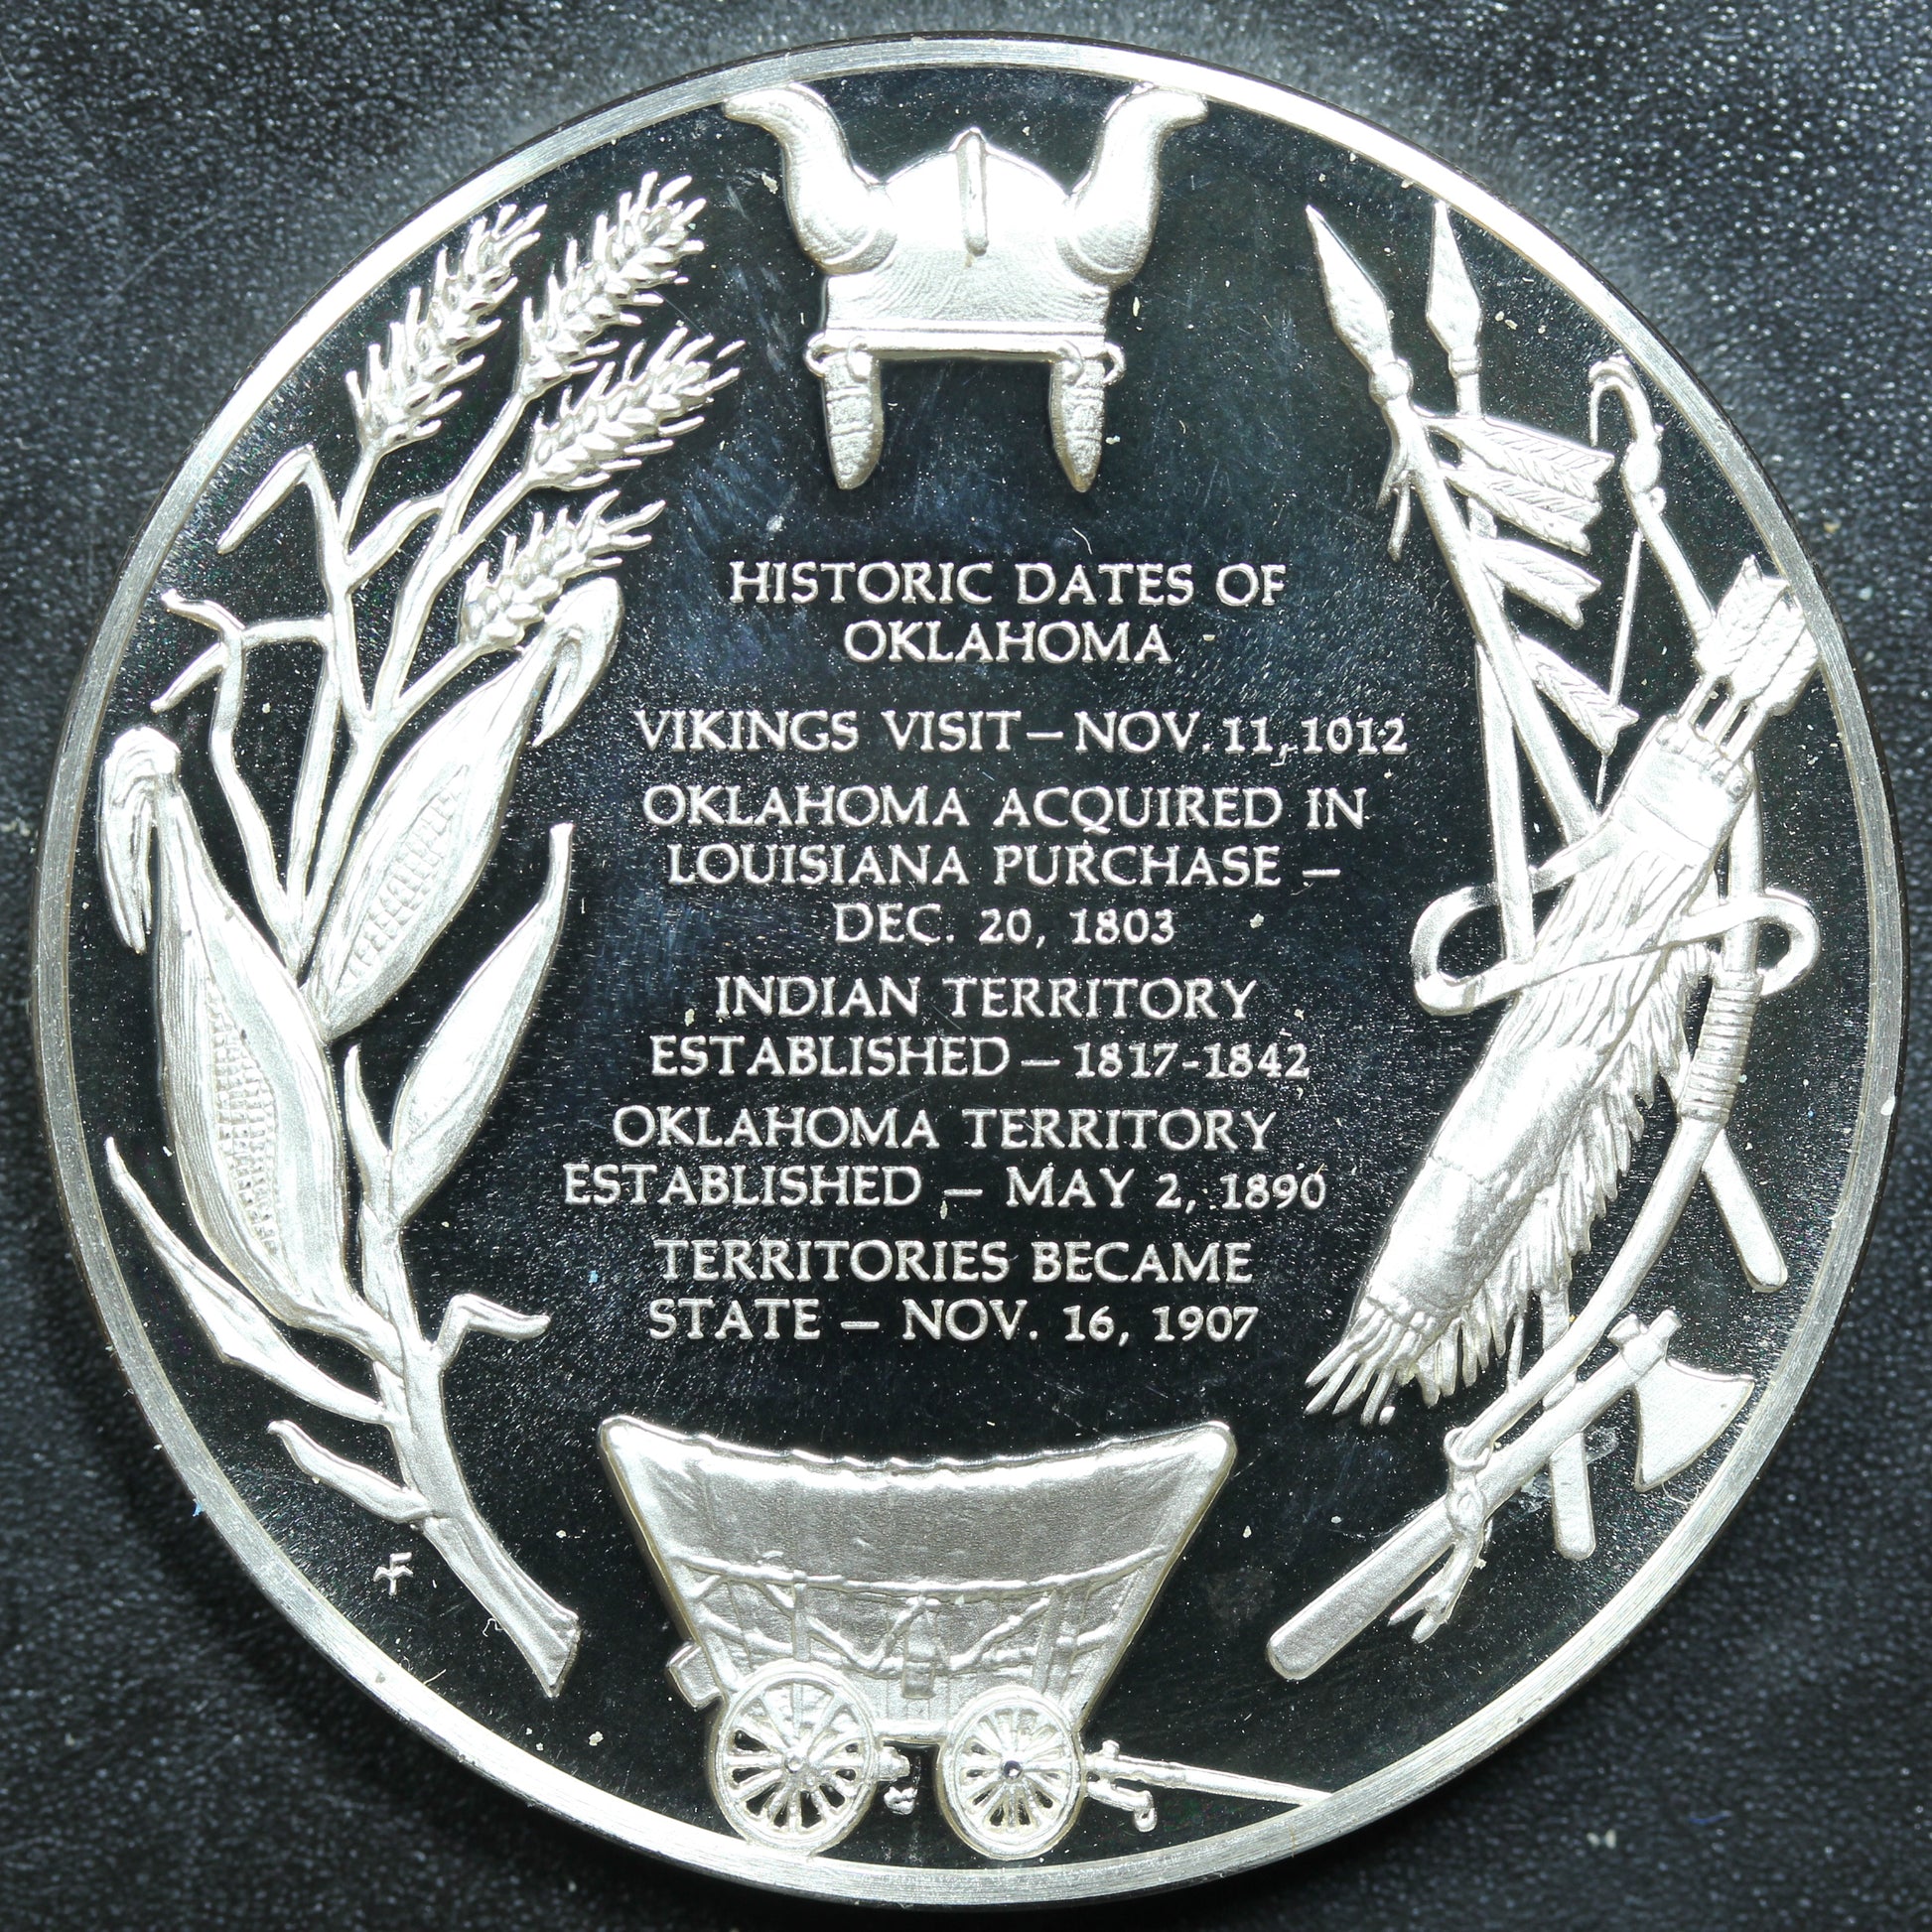 HISTORIC DATES OF
OKLAHOMA
VIKINGS VISIT—NOV. 11, 1012
OKLAHOMA ACQUIRED IN
LOUISIANA PURCHASE —
DEC. 20, 1803
INDIAN TERRITORY
ESTABLISHED — 1817-1842
OKLAHOMA TERRITORY
ESTABLISHED — MAY 2, 1890
TERRITORIES BECAME
STATE — NOV. 16, 1907